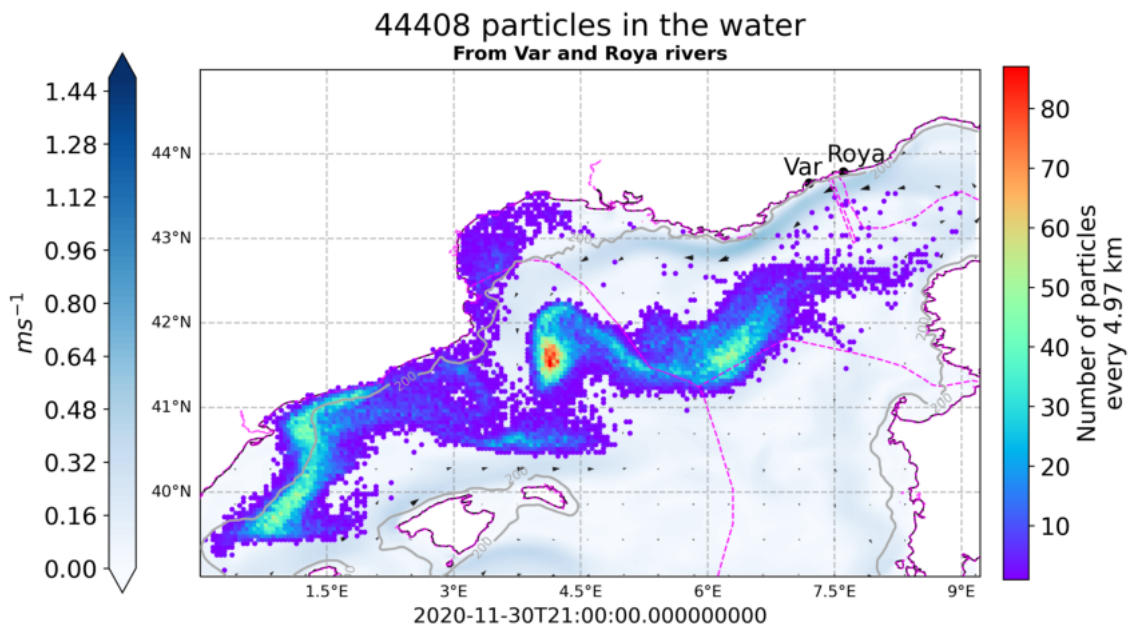 44408 particles in the water
From Var and Roya rivers
1.44
1.28
1.12
0.96
0.80
0.64
0.48
0.32
0.16
0.00
ms⁻¹
44°N
43°N
42°N
41°N
40°N
Var
Roya
200
200
200
200
200
200
200
0
1.5°E
3°E
4.5°E
6°E
7.5°E
9°E
2020-11-30T21:00:00.000000000
80
70
60
50
40
30
20
10
Number of particles
every 4.97 km